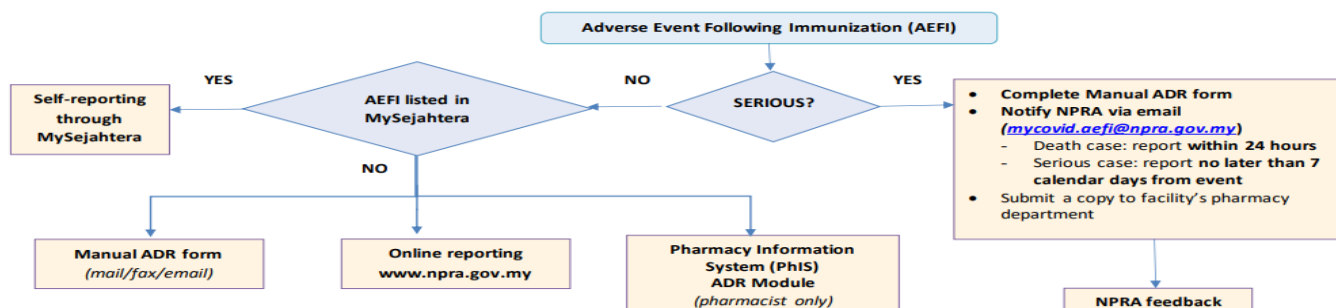 Adverse Event Following Immunization (AEFI)
YES
NO
YES
Self-reporting
through
MySejahtera
AEFI listed in
MySejahtera
SERIOUS?
• Complete Manual ADR form
• Notify NPRA via email
(mycovid.aefi@npra.gov.my)
- Death case: report within 24 hours
- Serious case: report no later than 7
calendar days from event
• Submit a copy to facility's pharmacy
department
NO
Manual ADR form
(mail/fax/email)
Online reporting
www.npra.gov.my
Pharmacy Information
System (PhIS)
ADR Module
(pharmacist only)
NPRA feedback